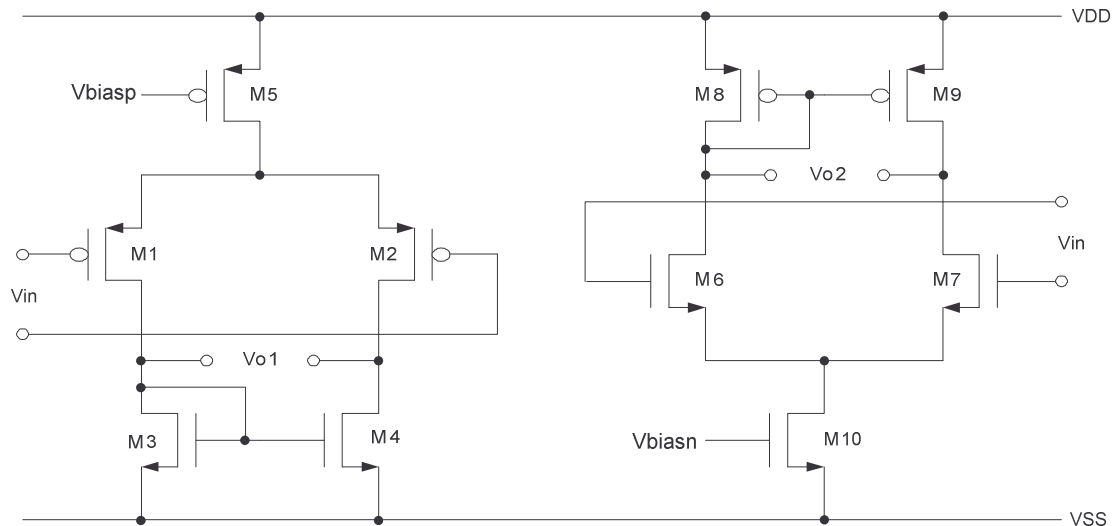 VDD
Vbiasp
M5
M8
M9
Vo2
M1
M2
Vin
M6
M7
Vin
Vo1
M3
M4
Vbiasn
M10
VSS